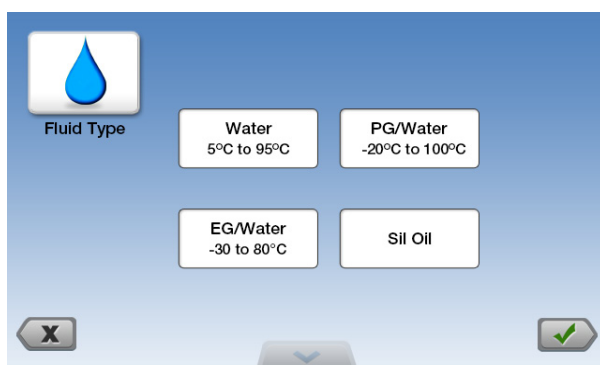 Fluid Type
Water
5°C to 95°C
PG/Water
-20°C to 100°C
EG/Water
-30 to 80°C
Sil Oil
X